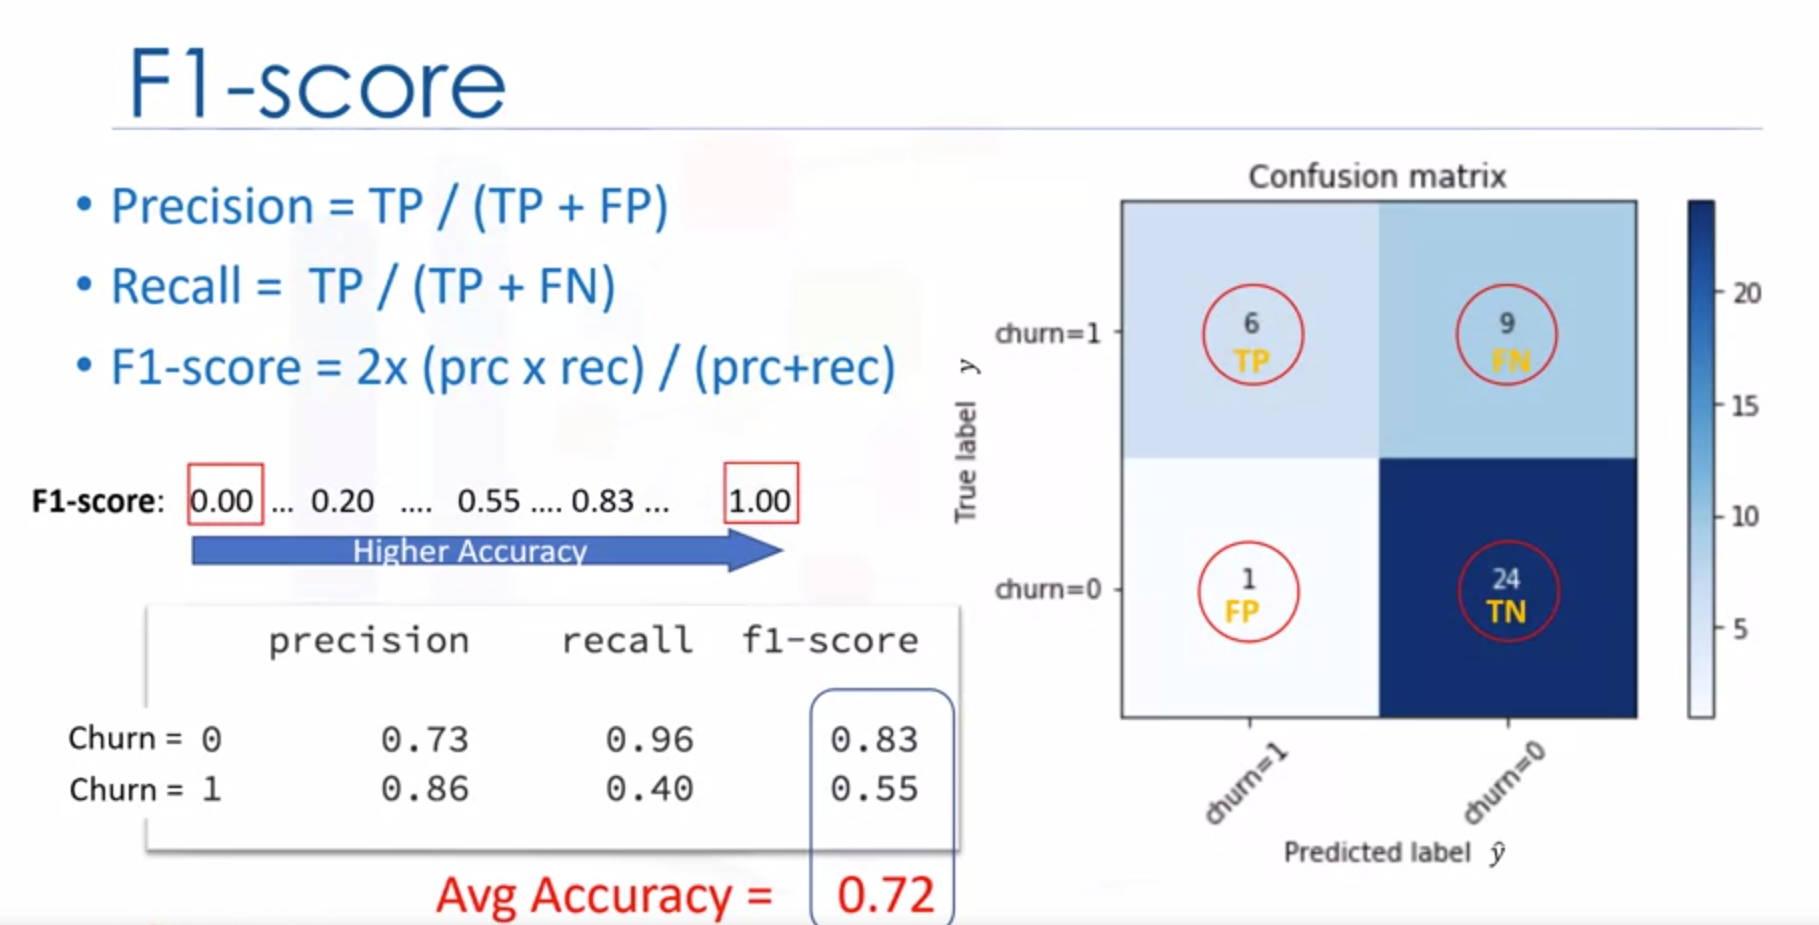 F1-score
• Precision = TP / (TP + FP)
• Recall = TP / (TP + FN)
• F1-score = 2x (prc x rec) / (prc+rec)
F1-score: 0.00 ... 0.20 .... 0.55 .... 0.83 ... 1.00
Higher Accuracy
precision recall f1-score
Churn = 0 0.73 0.96 0.83
Churn = 1 0.86 0.40 0.55
Avg Accuracy = 0.72
Confusion matrix
True label y
churn=1
6
TP
9
FN
churn=0
1
FP
24
TN
churn=1
churn=0
Predicted label ŷ
20
15
10
5